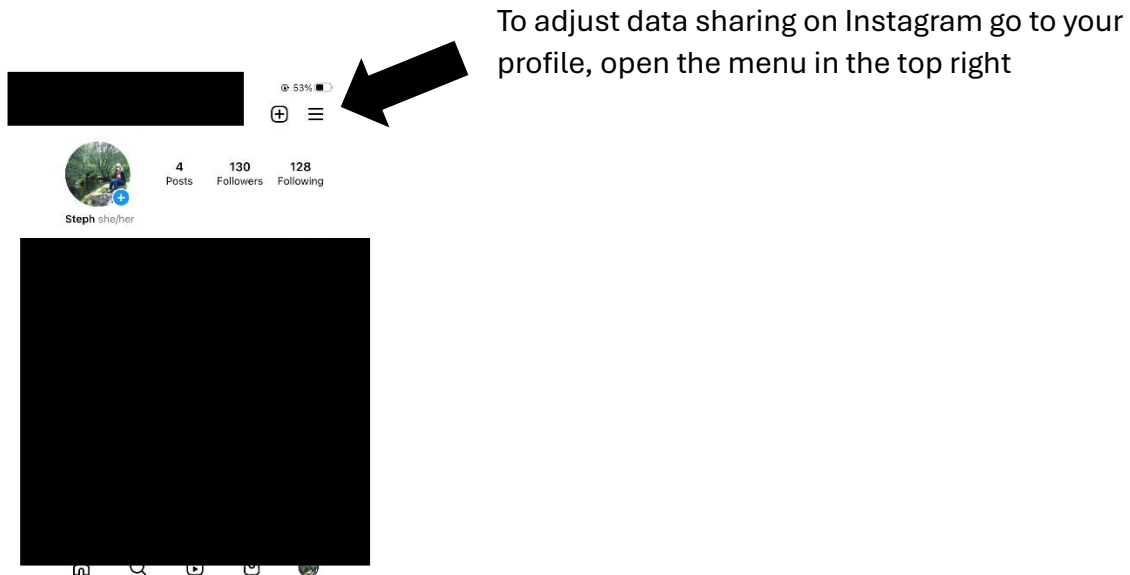 To adjust data sharing on Instagram go to your
profile, open the menu in the top right
53%
4 130 128
Posts Followers Following
Steph she/her